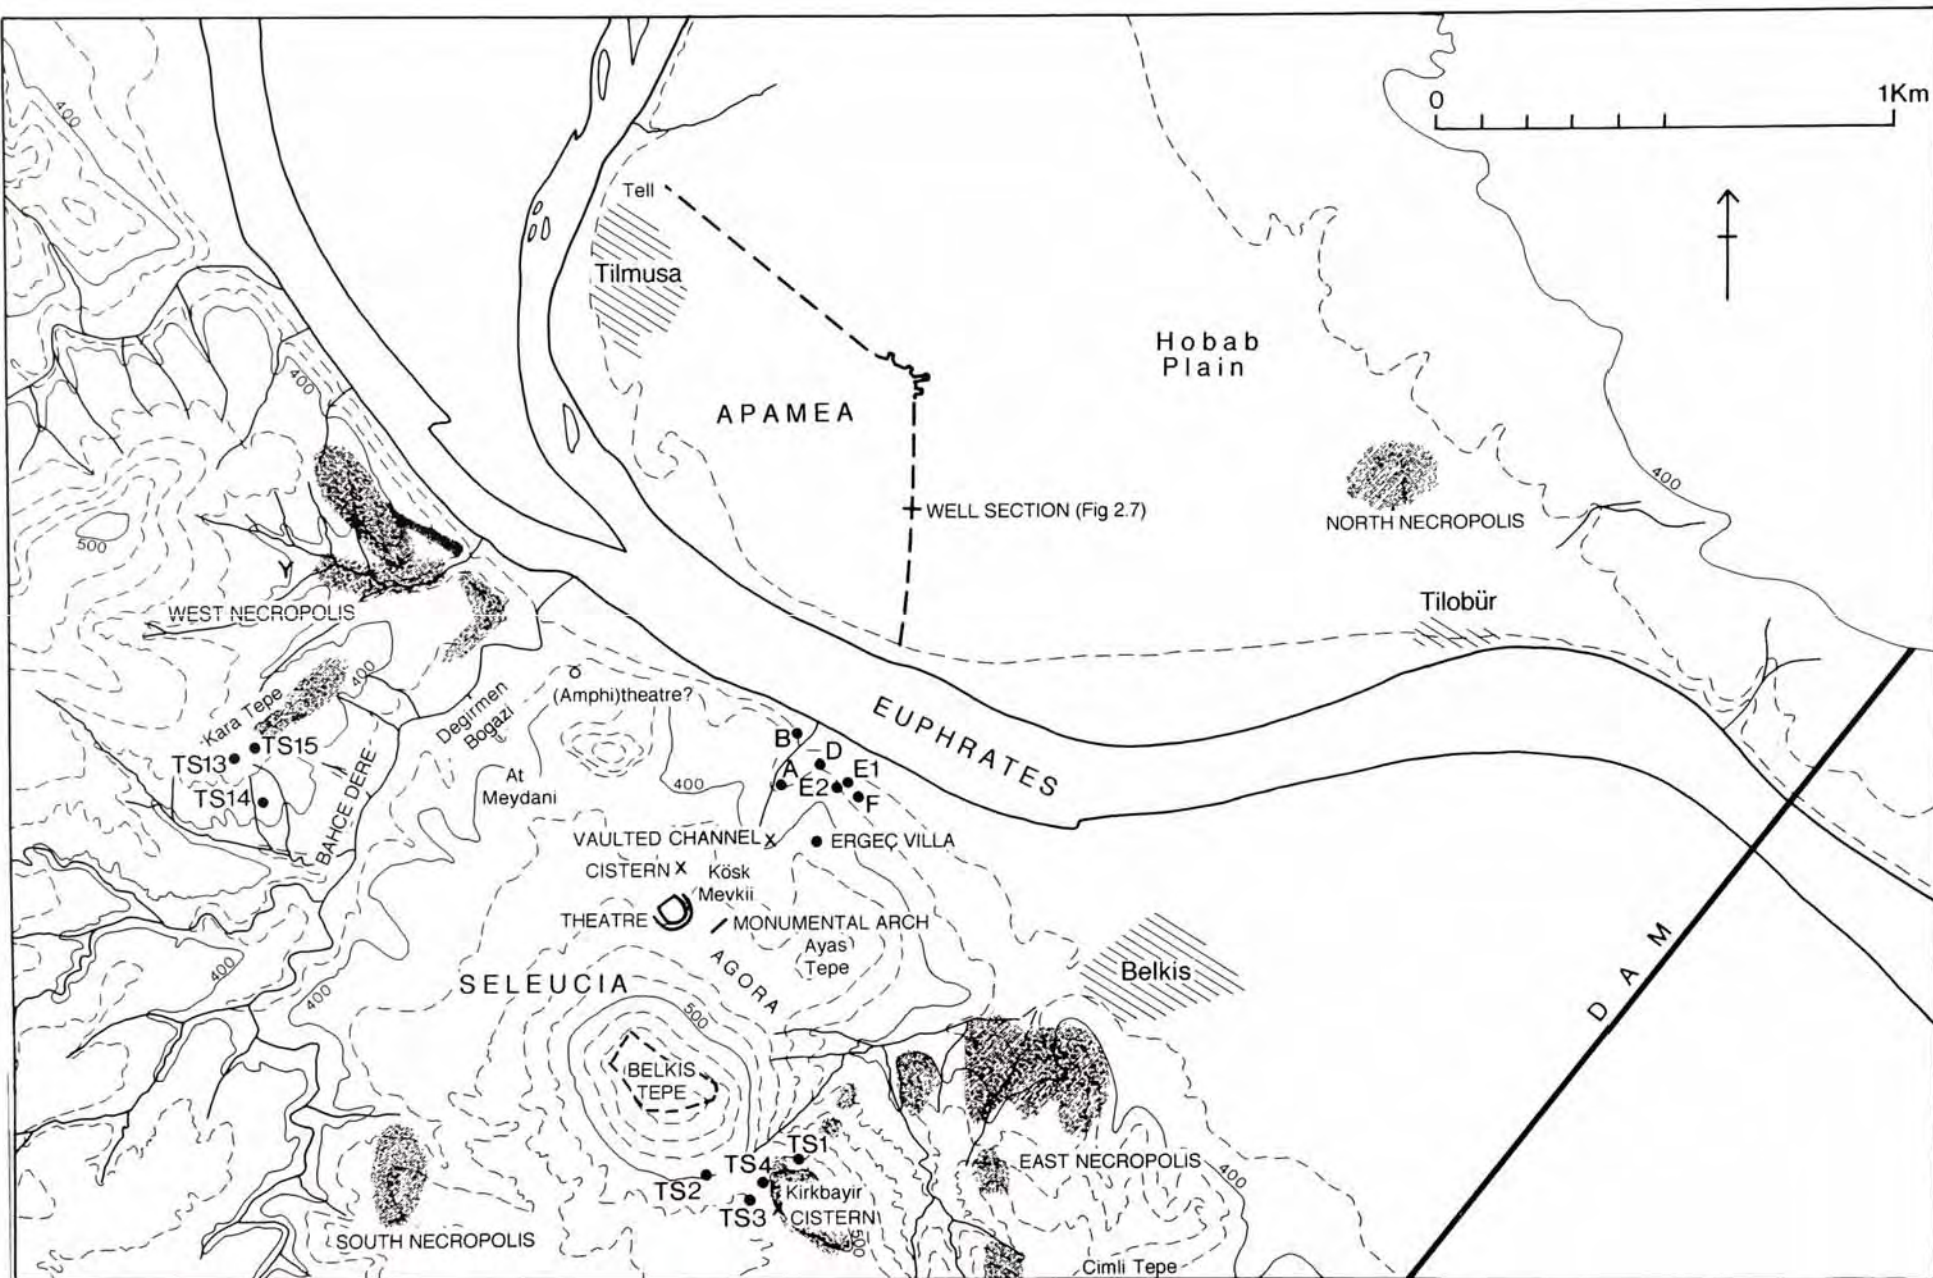 400
0
1Km
Tell
Tilmusa
Hobab
Plain
400
APAMEA
400
WELL SECTION (Fig 2.7)
NORTH NECROPOLIS
500
Tilobür
WEST NECROPOLIS
400
Kara Tepe
Degirmen
Bogazi
(Amphi)theatre?
EUPHRATES
TS15
TS13
TS14
BAHCE DERE
At
Meydani
400
B
D
A
E1
E2
F
VAULTED CHANNEL
ERGEÇ VILLA
CISTERN
Kösk
Mevkii
THEATRE
MONUMENTAL ARCH
Ayas
Tepe
AGORA
DAM
400
SELEUCIA
400
500
Belkis
BELKIS
TEPE
TS1
TS4
TS2
TS3
Kirkbayir
CISTERN
500
EAST NECROPOLIS
400
SOUTH NECROPOLIS
Cimli Tepe